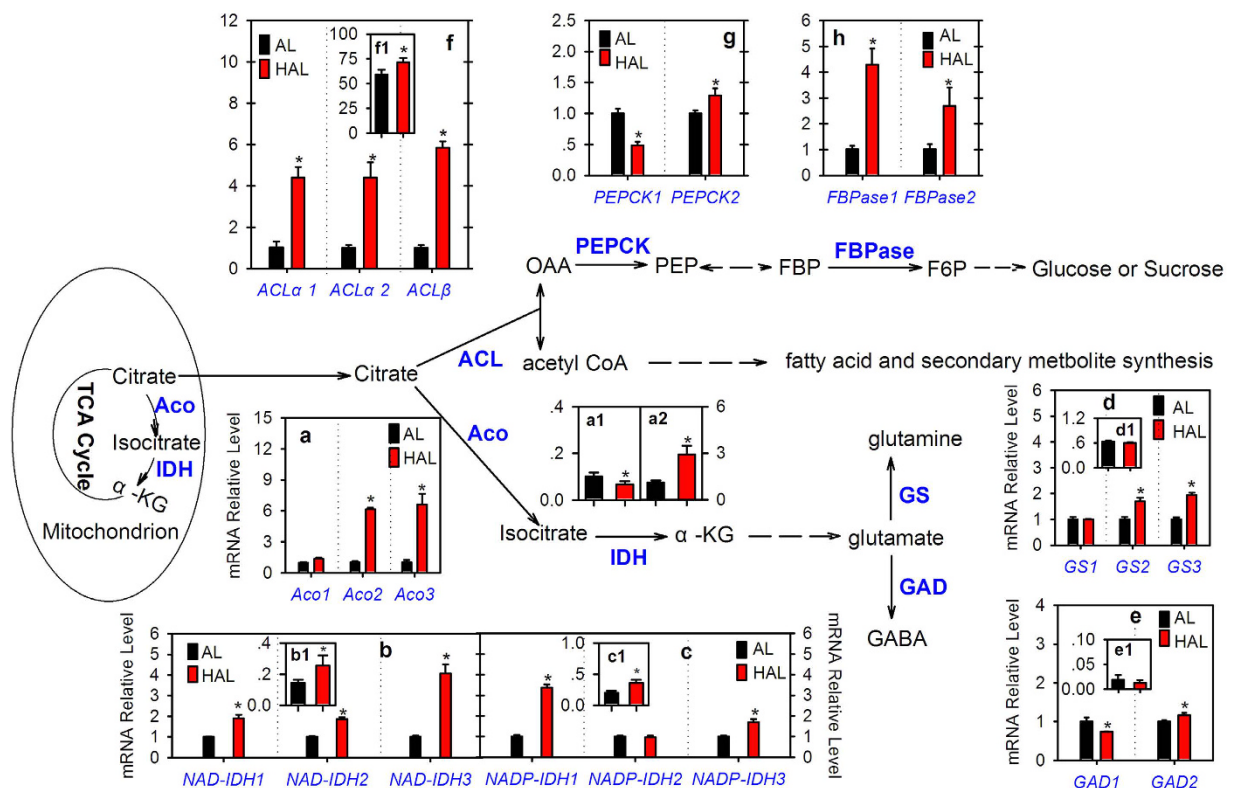 12
10
8
6
4
2
0
AL
HAL
f
100
75
50
25
0
f1
*
*
*
*
ACLα 1 ACLα 2 ACLβ
2.5
2.0
1.5
1.0
.5
0.0
AL
HAL
g
*
*
PEPCK1 PEPCK2
6
5
4
3
2
1
0
h
AL
HAL
*
*
FBPase1 FBPase2
PEPCK
FBPase
OAA PEP FBP F6P Glucose or Sucrose
ACL
acetyl CoA fatty acid and secondary metbolite synthesis
Citrate
Citrate
TCA Cycle
Aco
Isocitrate
IDH
α -KG
Mitochondrion
Aco
mRNA Relative Level
15
12
9
6
3
0
a
AL
HAL
*
*
Aco1 Aco2 Aco3
.4
.2
.0
a1
*
a2
*
6
3
0
Isocitrate α -KG glutamate
IDH
glutamine
GS
GAD
GABA
mRNA Relative Level
6
5
4
3
2
1
0
d
AL
HAL
1.2
.6
0.0
d1
*
*
GS1 GS2 GS3
mRNA Relative Level
6
5
4
3
2
1
0
AL
HAL
b
.4
.2
0.0
b1
*
*
*
*
NAD-IDH1 NAD-IDH2 NAD-IDH3
AL
HAL
c
1.0
.5
0.0
c1
*
*
*
NADP-IDH1 NADP-IDH2 NADP-IDH3
6
5
4
3
2
1
0
mRNA Relative Level
mRNA Relative Level
4
3
2
1
0
e
AL
HAL
.10
.05
0.00
e1
*
*
GAD1 GAD2